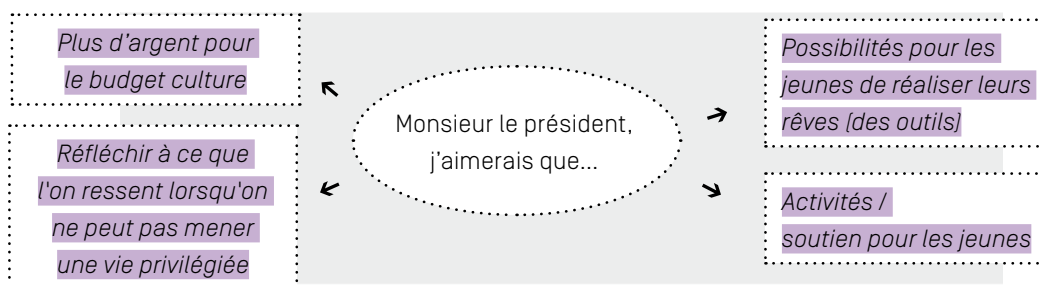 Plus d'argent pour
le budget culture
Réfléchir à ce que
l'on ressent lorsqu'on
ne peut pas mener
une vie privilégiée
Monsieur le président,
j'aimerais que...
Possibilités pour les
jeunes de réaliser leurs
rêves (des outils)
Activités /
soutien pour les jeunes